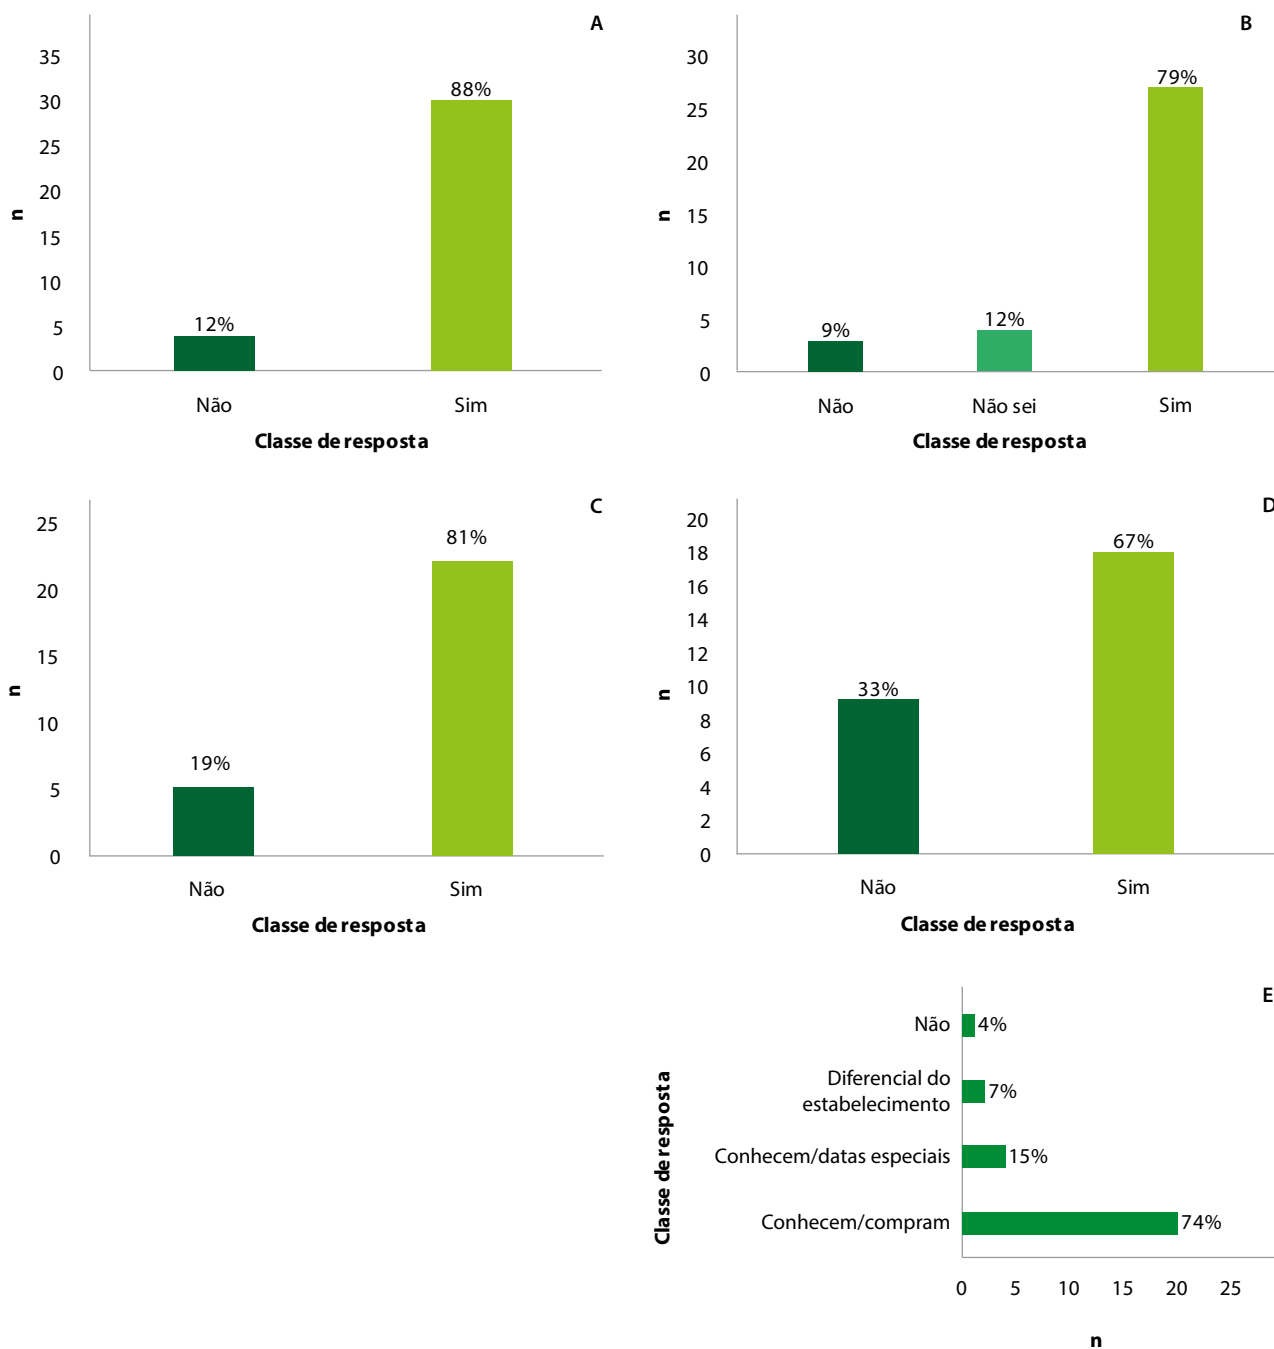 A
35
30
25
20
15
10
5
0
n
12%
88%
Não
Sim
Classe de resposta
B
30
25
20
15
10
5
0
n
9%
12%
79%
Não
Não sei
Sim
Classe de resposta
C
25
20
15
10
5
0
n
19%
81%
Não
Sim
Classe de resposta
D
20
18
16
14
12
10
8
6
4
2
0
n
33%
67%
Não
Sim
Classe de resposta
E
Classe de resposta
Não
4%
Diferencial do
estabelecimento
7%
Conhecem/datas especiais
15%
Conhecem/compram
74%
0 5 10 15 20 25
n